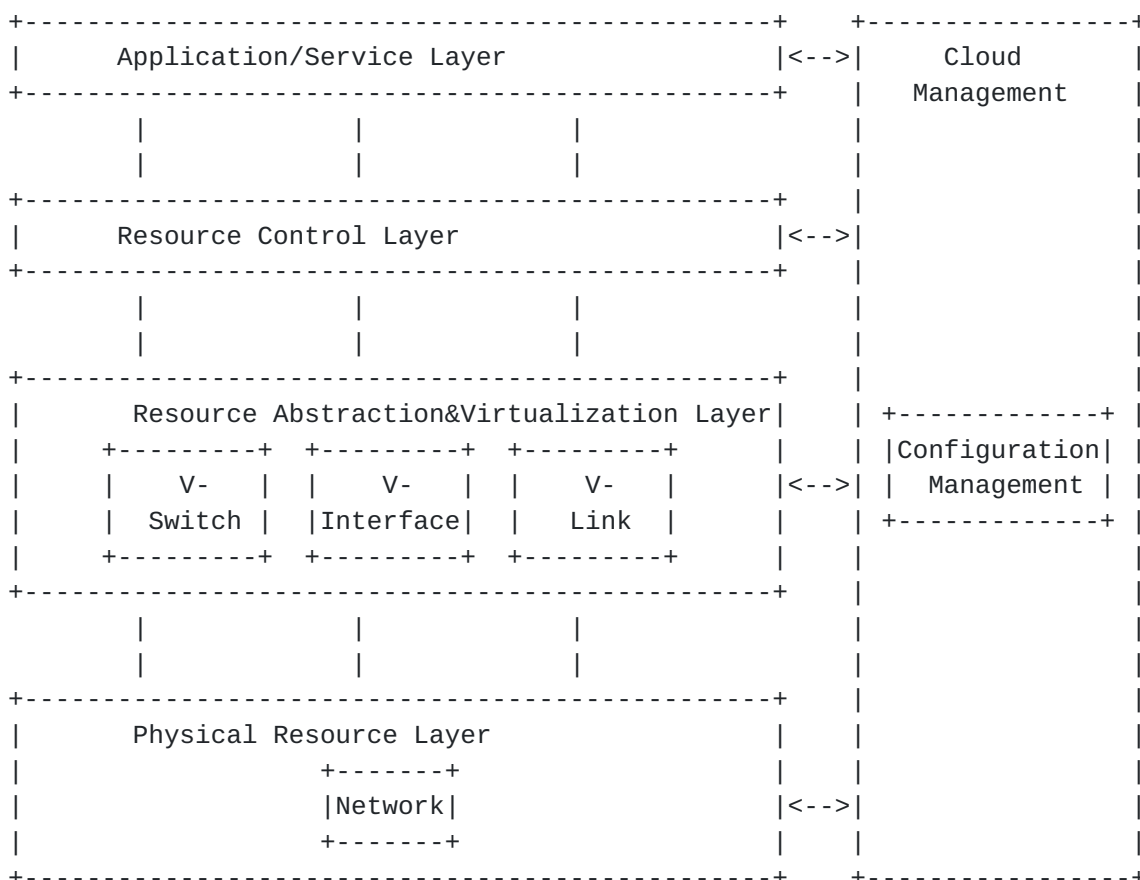 Application/Service Layer
Cloud
Management
Resource Control Layer
Resource Abstraction&Virtualization Layer
Configuration
Management
V-
Switch
V-
Interface
V-
Link
Physical Resource Layer
Network